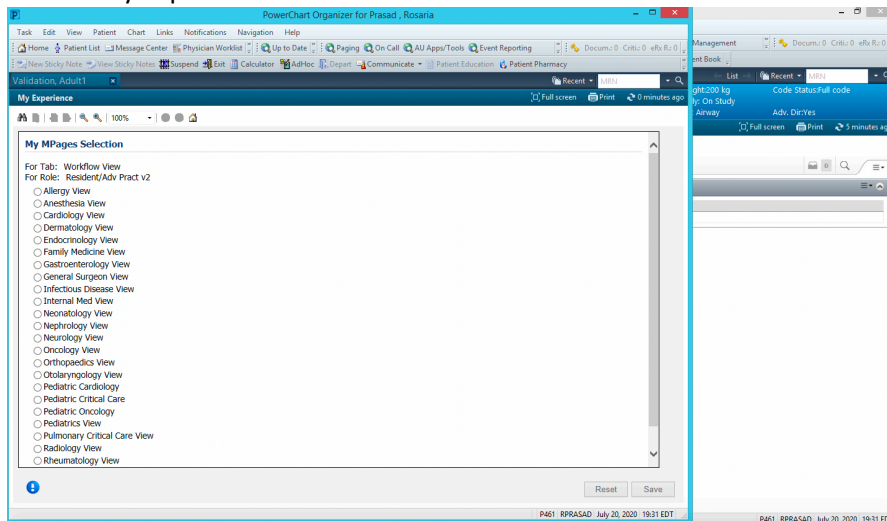 PowerChart Organizer for Prasad , Rosaria
Task Edit View Patient Chart Links Notifications Navigation Help
Home Patient List Message Center Physician Worklist Up to Date Paging On Call AU Apps/Tools Event Reporting Docum.: 0 Criti.: 0 eRx R.: 0
New Sticky Note View Sticky Notes Suspend Exit Calculator AdHoc Depart Communicate Patient Education Patient Pharmacy
Validation, Adult1 Recent MRN
My Experience Full screen Print 0 minutes ago
100%
My MPages Selection
For Tab: Workflow View
For Role: Resident/Adv Pract v2
Allergy View
Anesthesia View
Cardiology View
Dermatology View
Endocrinology View
Family Medicine View
Gastroenterology View
General Surgeon View
Infectious Disease View
Internal Med View
Neonatology View
Nephrology View
Neurology View
Oncology View
Orthopaedics View
Otolaryngology View
Pediatric Cardiology
Pediatric Critical Care
Pediatric Oncology
Pediatrics View
Pulmonary Critical Care View
Radiology View
Rheumatology View
Reset Save
P461 RPRASAD July 20, 2020 19:31 EDT
Management Docum.: 0 Criti.: 0 eRx R.: 0
ent Book
List Recent MRN
ght:200 kg Code Status:Full code
ly: On Study
Airway Adv. Dir:Yes
Full screen Print 5 minutes ag
0
P461 RPRASAD July 20, 2020 19:31 ED